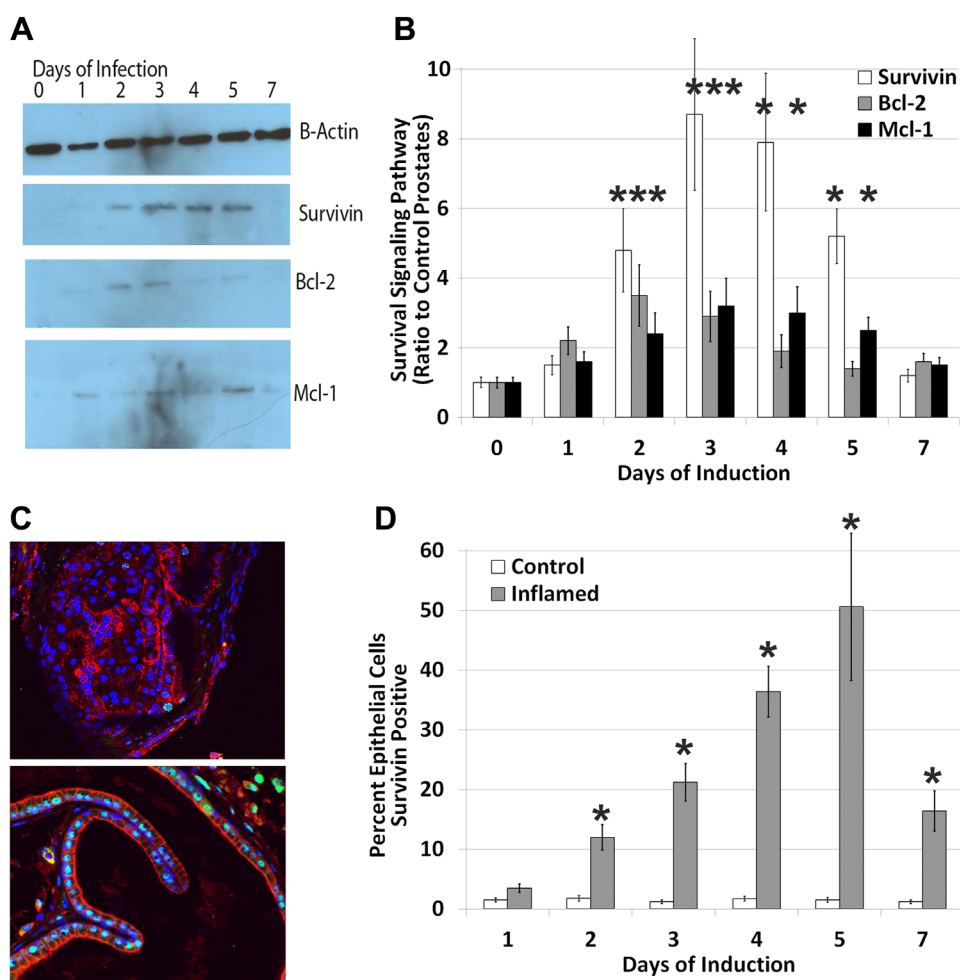 A
Days of Infection
0 1 2 3 4 5 7
B-Actin
Survivin
Bcl-2
Mcl-1
B
Survival Signaling Pathway
(Ratio to Control Prostates)
10
8
6
4
2
0
Survivin
Bcl-2
Mcl-1
***
* *
***
* *
0 1 2 3 4 5 7
Days of Induction
C
D
Percent Epithelial Cells
Survivin Positive
60
50
40
30
20
10
0
Control
Inflamed
*
*
*
*
*
1 2 3 4 5 7
Days of Induction